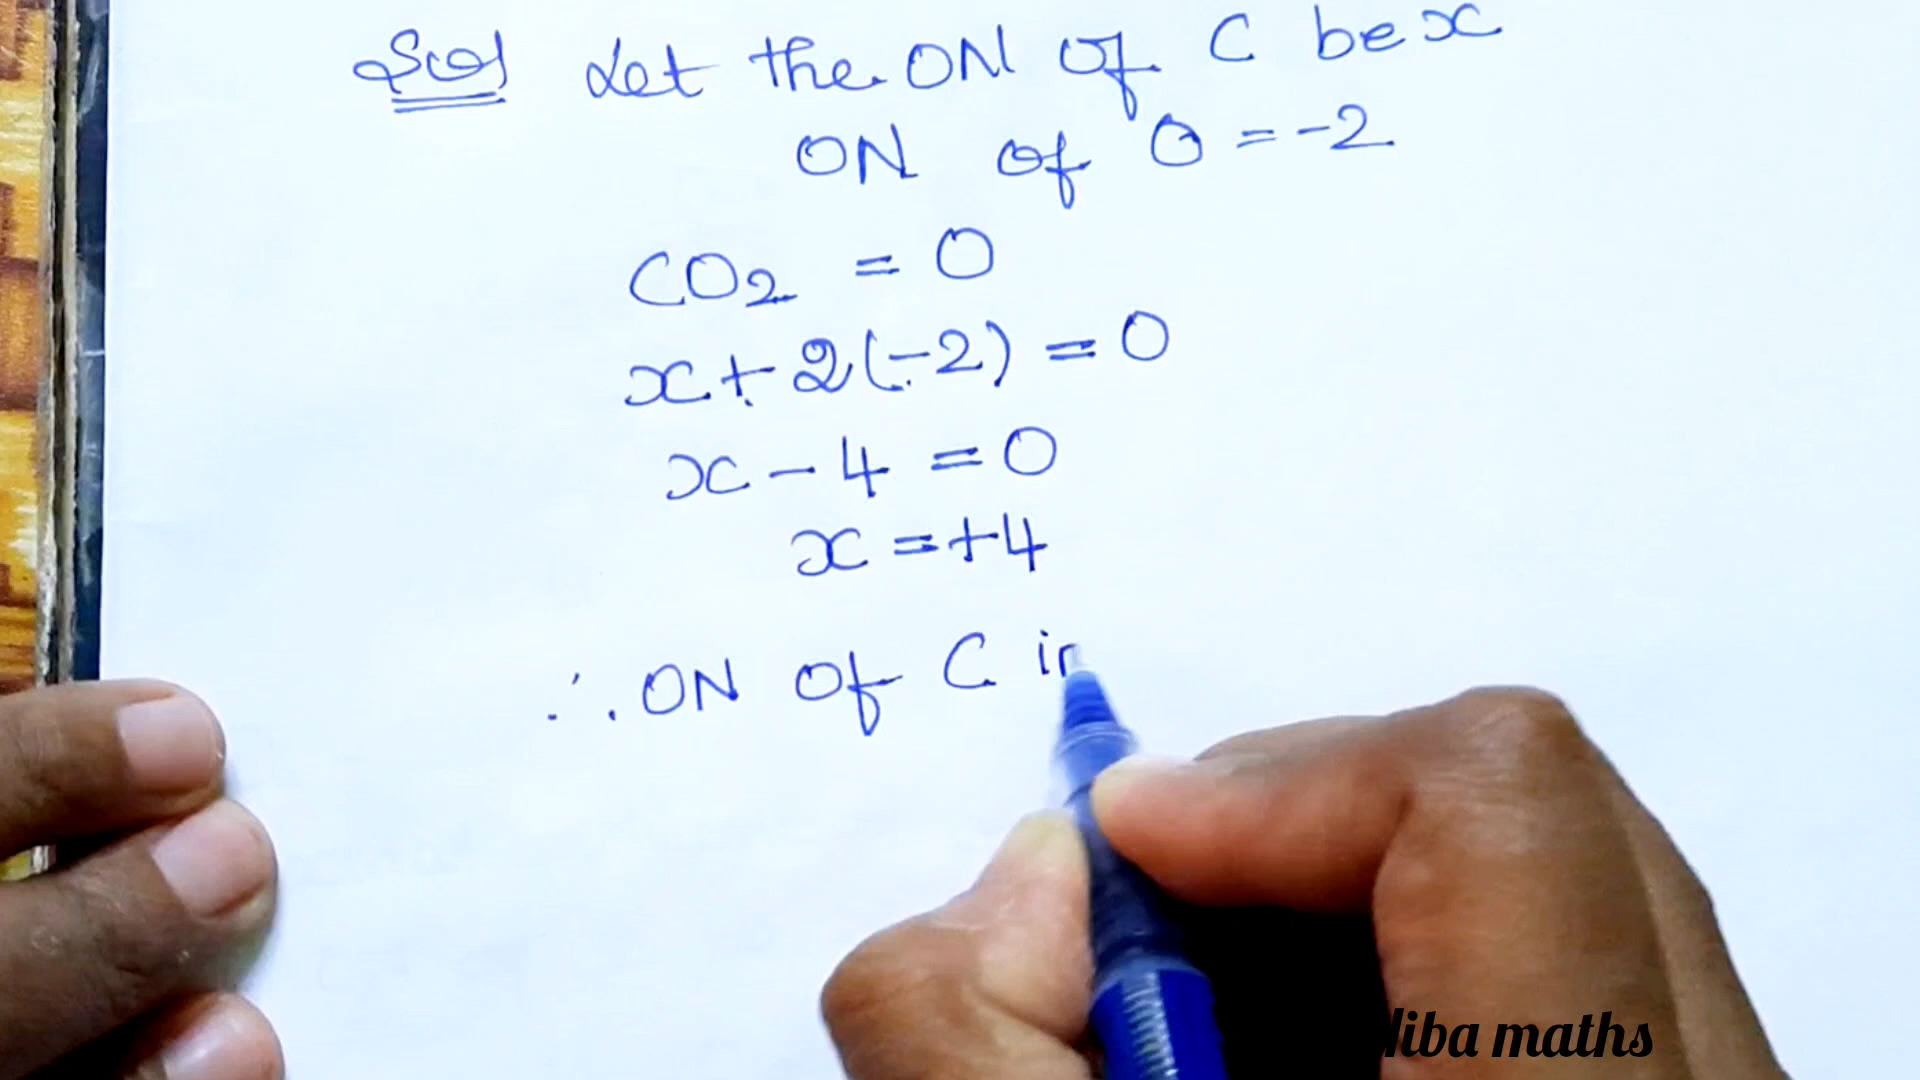 Sol Let the ON of C be x
ON of O = -2
CO2 = 0
x + 2(-2) = 0
x - 4 = 0
x = +4
∴ ON of C in
liba maths